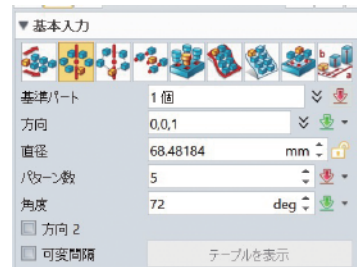 ▼基本入力
基準パート 1 個
方向 0,0,1
直径 68.48184 mm
パターン数 5
角度 72 deg
方向 2
可変間隔 テーブルを表示